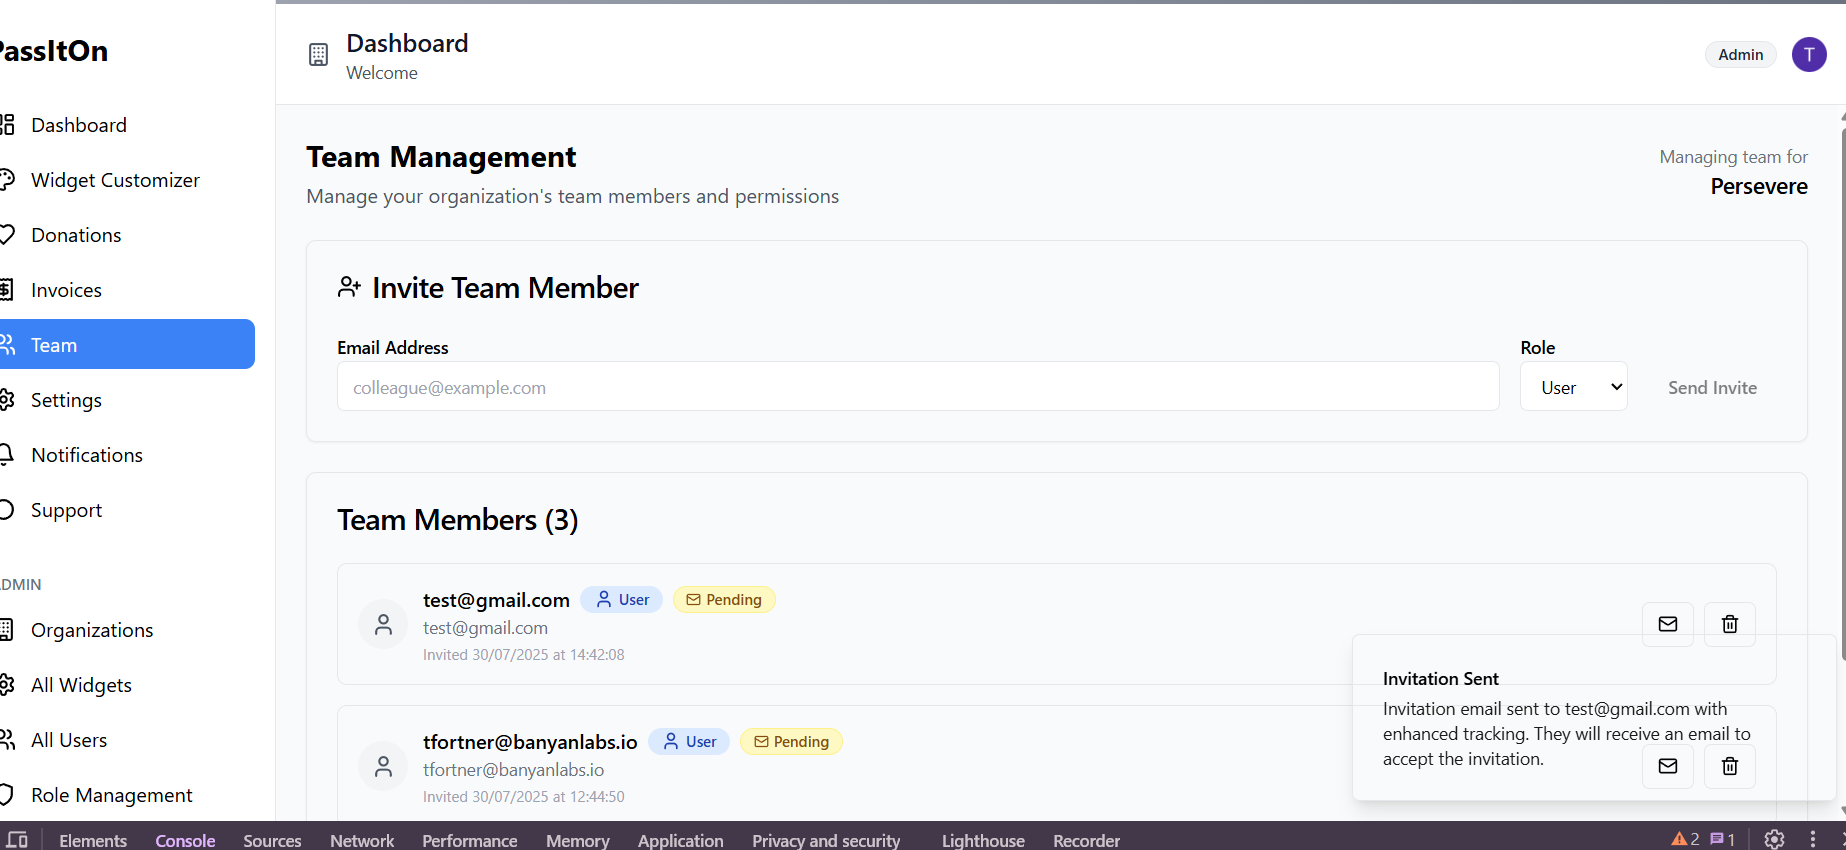 PassItOn
Dashboard
Widget Customizer
Donations
Invoices
Team
Settings
Notifications
Support
DMIN
Organizations
All Widgets
All Users
Role Management
Dashboard
Welcome
Admin
T
Team Management
Manage your organization's team members and permissions
Managing team for
Persevere
Invite Team Member
Email Address
Role
colleague@example.com
User
Send Invite
Team Members (3)
test@gmail.com User Pending
test@gmail.com
Invited 30/07/2025 at 14:42:08
tfortner@banyanlabs.io User Pending
tfortner@banyanlabs.io
Invited 30/07/2025 at 12:44:50
Invitation Sent
Invitation email sent to test@gmail.com with
enhanced tracking. They will receive an email to
accept the invitation.
Elements Console Sources Network Performance Memory Application Privacy and security Lighthouse Recorder 2 1